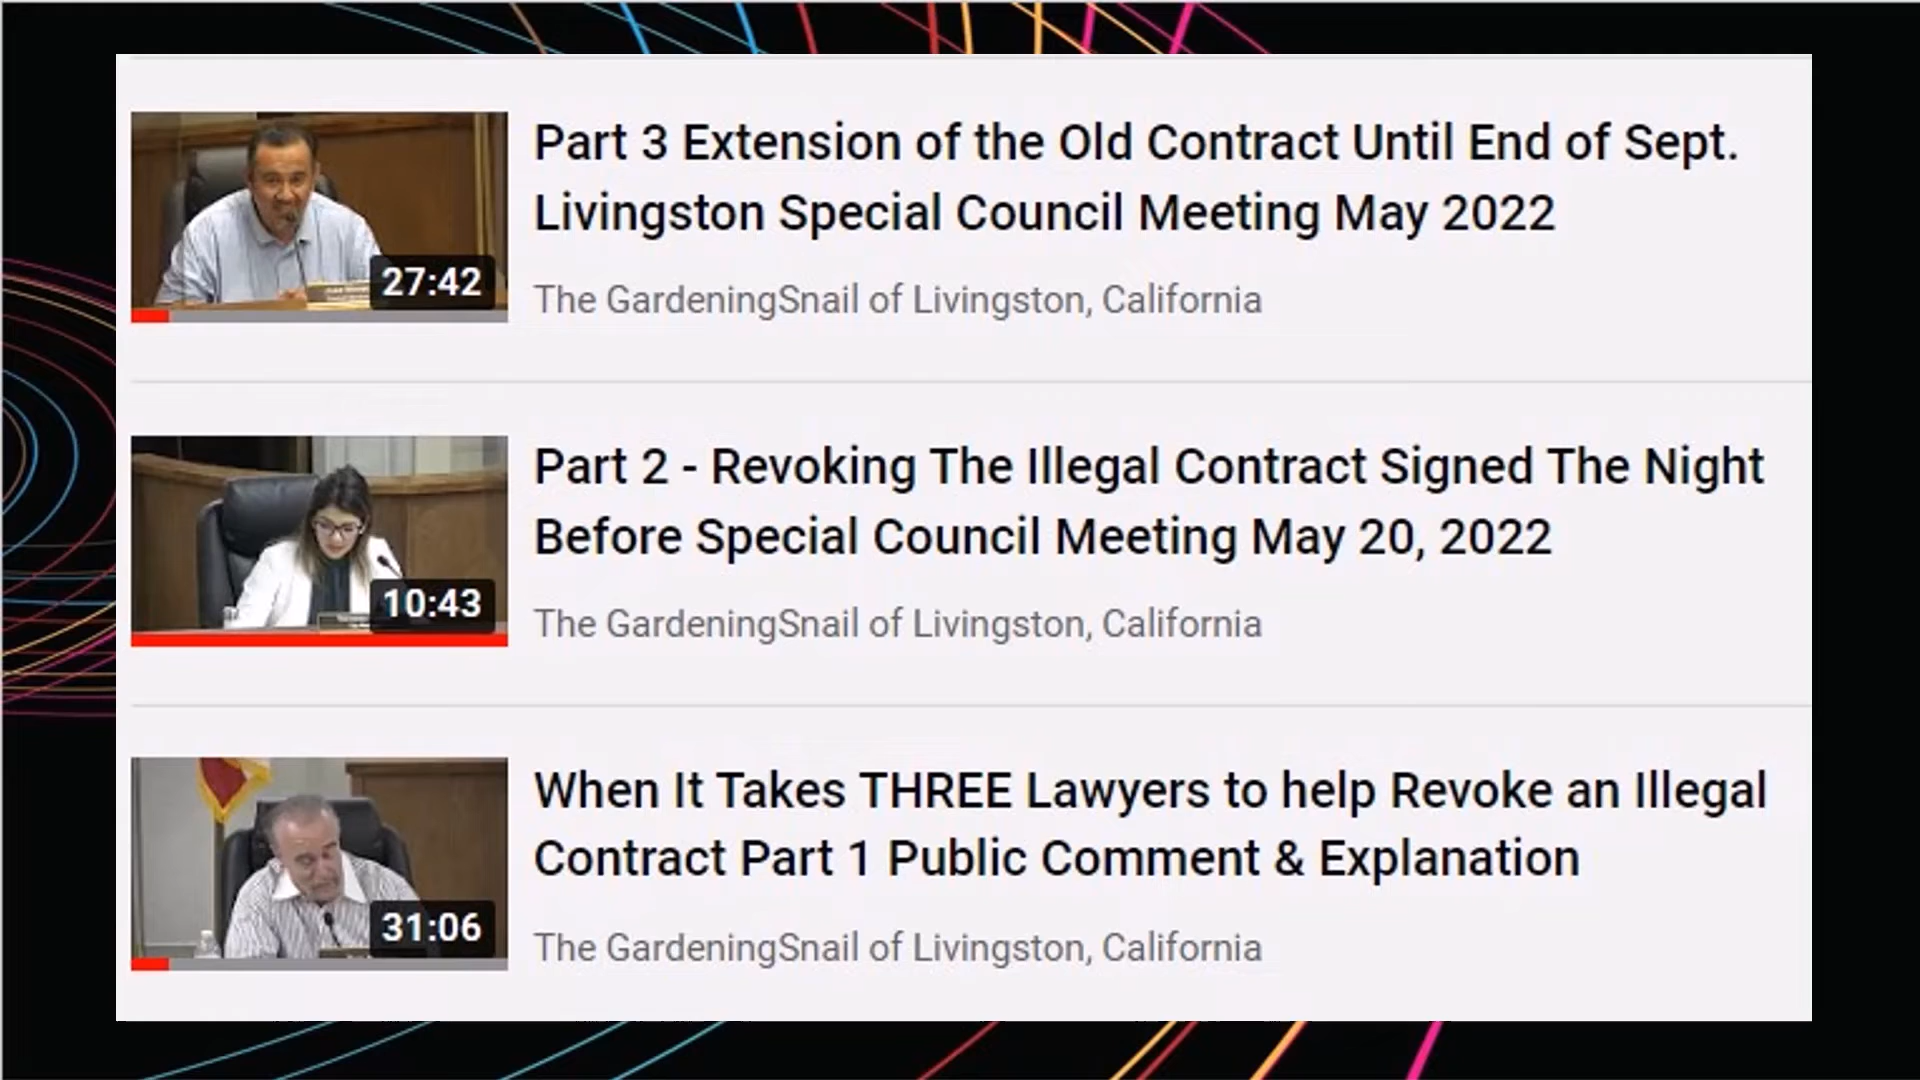 Part 3 Extension of the Old Contract Until End of Sept.
Livingston Special Council Meeting May 2022
27:42
The GardeningSnail of Livingston, California
Part 2 - Revoking The Illegal Contract Signed The Night
Before Special Council Meeting May 20, 2022
10:43
The GardeningSnail of Livingston, California
When It Takes THREE Lawyers to help Revoke an Illegal
Contract Part 1 Public Comment & Explanation
31:06
The GardeningSnail of Livingston, California